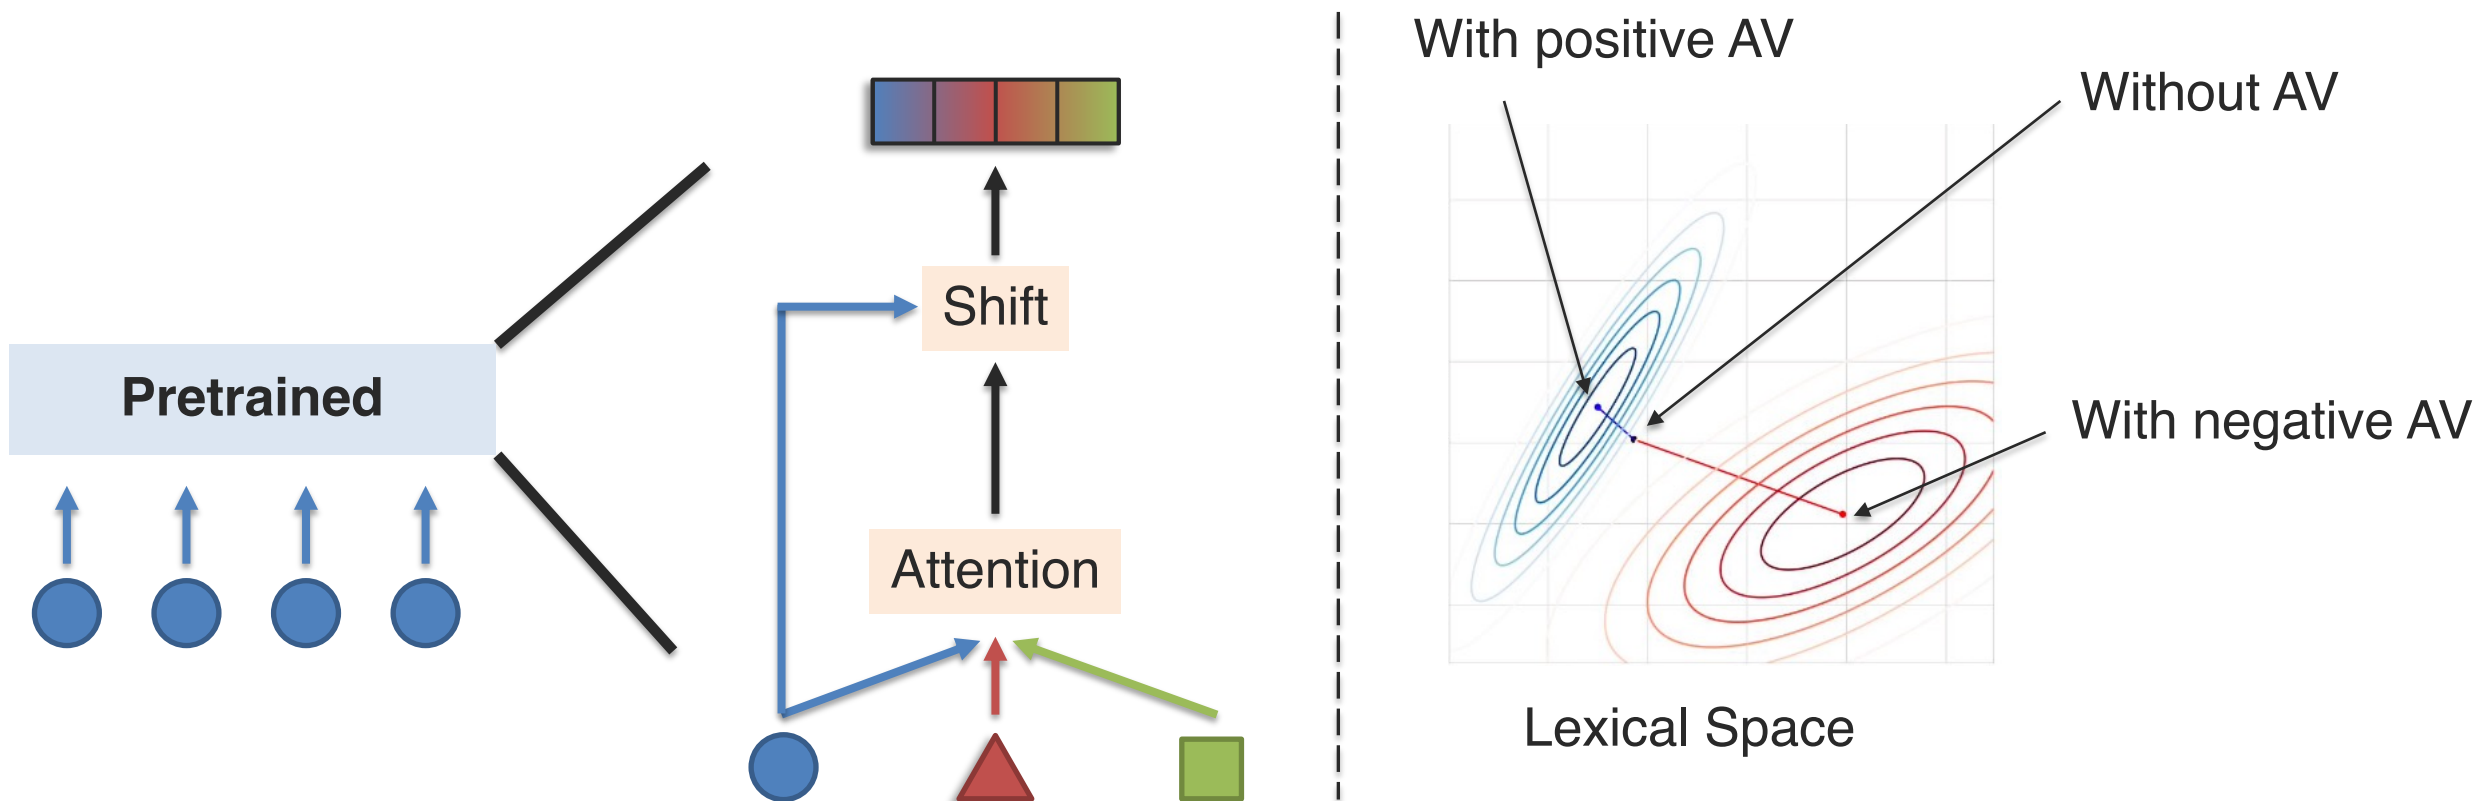 With positive AV
Without AV
Shift
Pretrained
With negative AV
Attention
Lexical Space